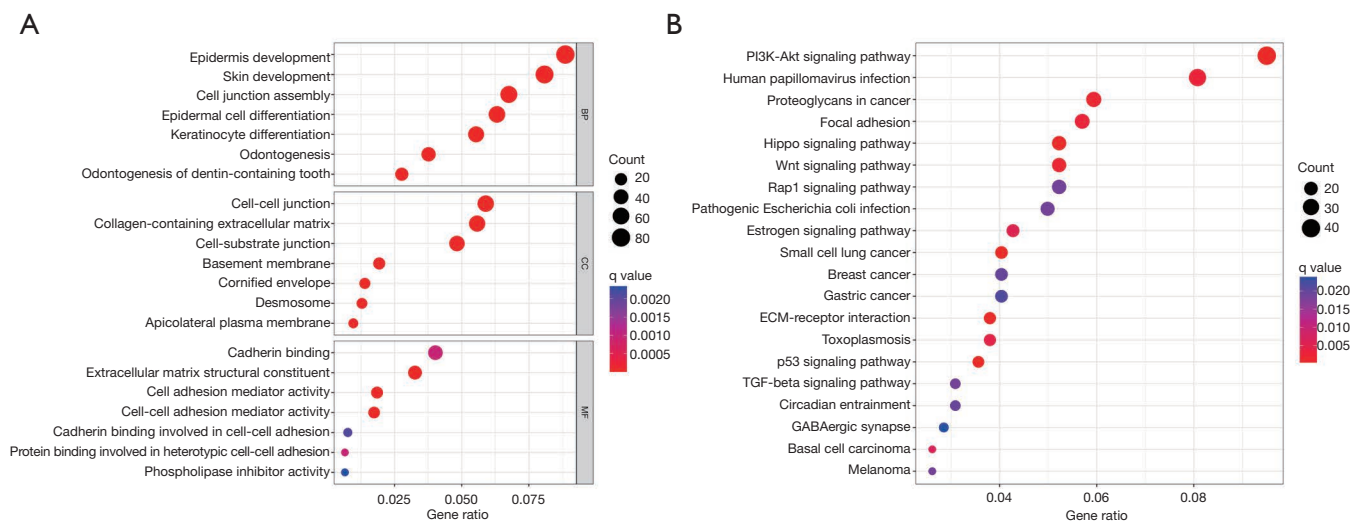 A
Epidermis development
Skin development
Cell junction assembly
Epidermal cell differentiation
Keratinocyte differentiation
Odontogenesis
Odontogenesis of dentin-containing tooth
BP
Cell-cell junction
Collagen-containing extracellular matrix
Cell-substrate junction
Basement membrane
Cornified envelope
Desmosome
Apicolateral plasma membrane
CC
Cadherin binding
Extracellular matrix structural constituent
Cell adhesion mediator activity
Cell-cell adhesion mediator activity
Cadherin binding involved in cell-cell adhesion
Protein binding involved in heterotypic cell-cell adhesion
Phospholipase inhibitor activity
MF
0.025 0.050 0.075
Gene ratio
Count
20
40
60
80
q value
0.0020
0.0015
0.0010
0.0005
B
PI3K-Akt signaling pathway
Human papillomavirus infection
Proteoglycans in cancer
Focal adhesion
Hippo signaling pathway
Wnt signaling pathway
Rap1 signaling pathway
Pathogenic Escherichia coli infection
Estrogen signaling pathway
Small cell lung cancer
Breast cancer
Gastric cancer
ECM-receptor interaction
Toxoplasmosis
p53 signaling pathway
TGF-beta signaling pathway
Circadian entrainment
GABAergic synapse
Basal cell carcinoma
Melanoma
0.04 0.06 0.08
Gene ratio
Count
20
30
40
q value
0.020
0.015
0.010
0.005